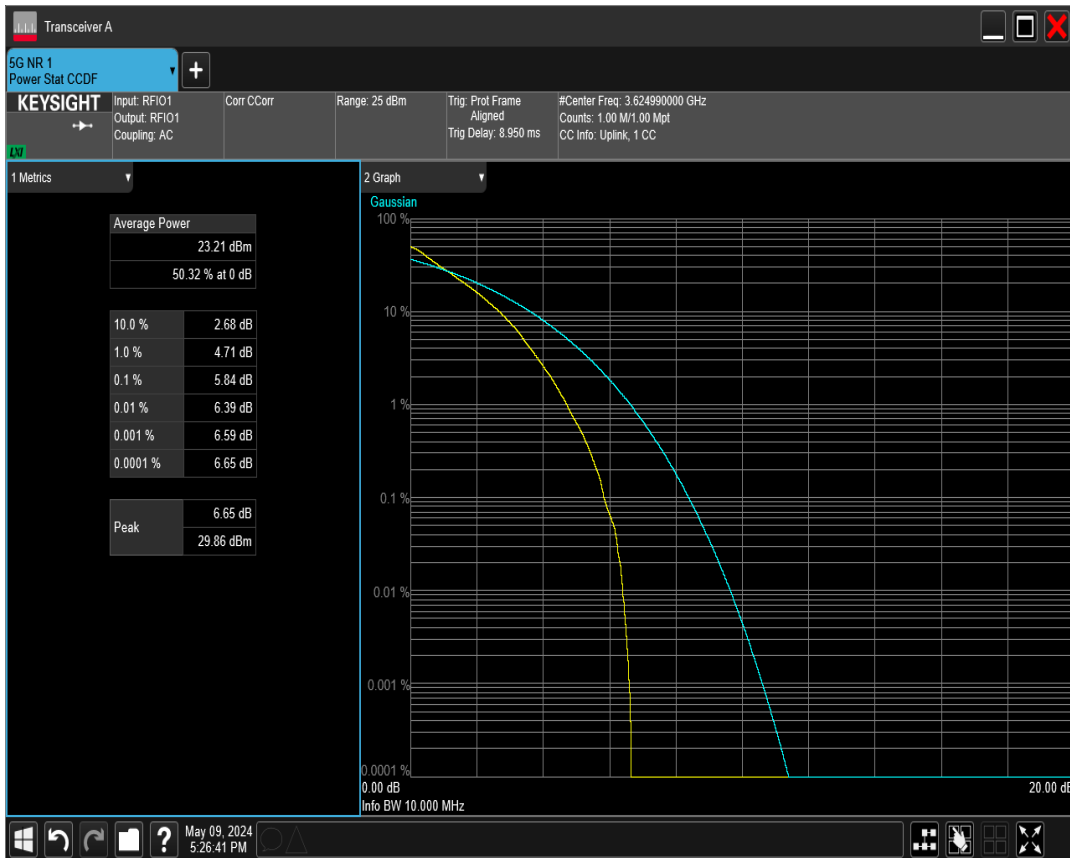 Transceiver A
5G NR 1
Power Stat CCDF
+
KEYSIGHT
LXI
Input: RFIO1
Output: RFIO1
Coupling: AC
Corr CCorr
Range: 25 dBm
Trig: Prot Frame
Aligned
Trig Delay: 8.950 ms
#Center Freq: 3.624990000 GHz
Counts: 1.00 M/1.00 Mpt
CC Info: Uplink, 1 CC
1 Metrics
Average Power
23.21 dBm
50.32 % at 0 dB
10.0 % 2.68 dB
1.0 % 4.71 dB
0.1 % 5.84 dB
0.01 % 6.39 dB
0.001 % 6.59 dB
0.0001 % 6.65 dB
Peak
6.65 dB
29.86 dBm
2 Graph
Gaussian
100 %
10 %
1 %
0.1 %
0.01 %
0.001 %
0.0001 %
0.00 dB 20.00 dB
Info BW 10.000 MHz
?
May 09, 2024
5:26:41 PM